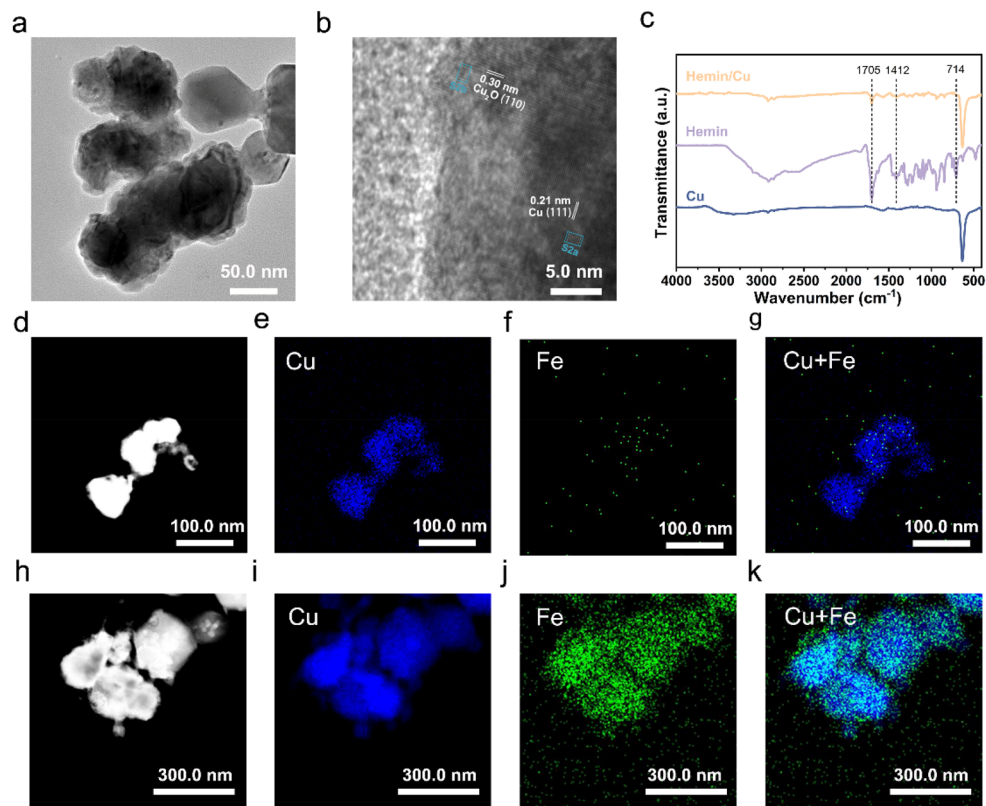 a
50.0 nm
b
S2b
0.30 nm
Cu₂O (110)
0.21 nm
Cu (111)
S2a
5.0 nm
c
1705 1412 714
Hemin/Cu
Hemin
Cu
Transmittance (a.u.)
4000 3500 3000 2500 2000 1500 1000 500
Wavenumber (cm⁻¹)
d
100.0 nm
e
Cu
100.0 nm
f
Fe
100.0 nm
g
Cu+Fe
100.0 nm
h
300.0 nm
i
Cu
300.0 nm
j
Fe
300.0 nm
k
Cu+Fe
300.0 nm